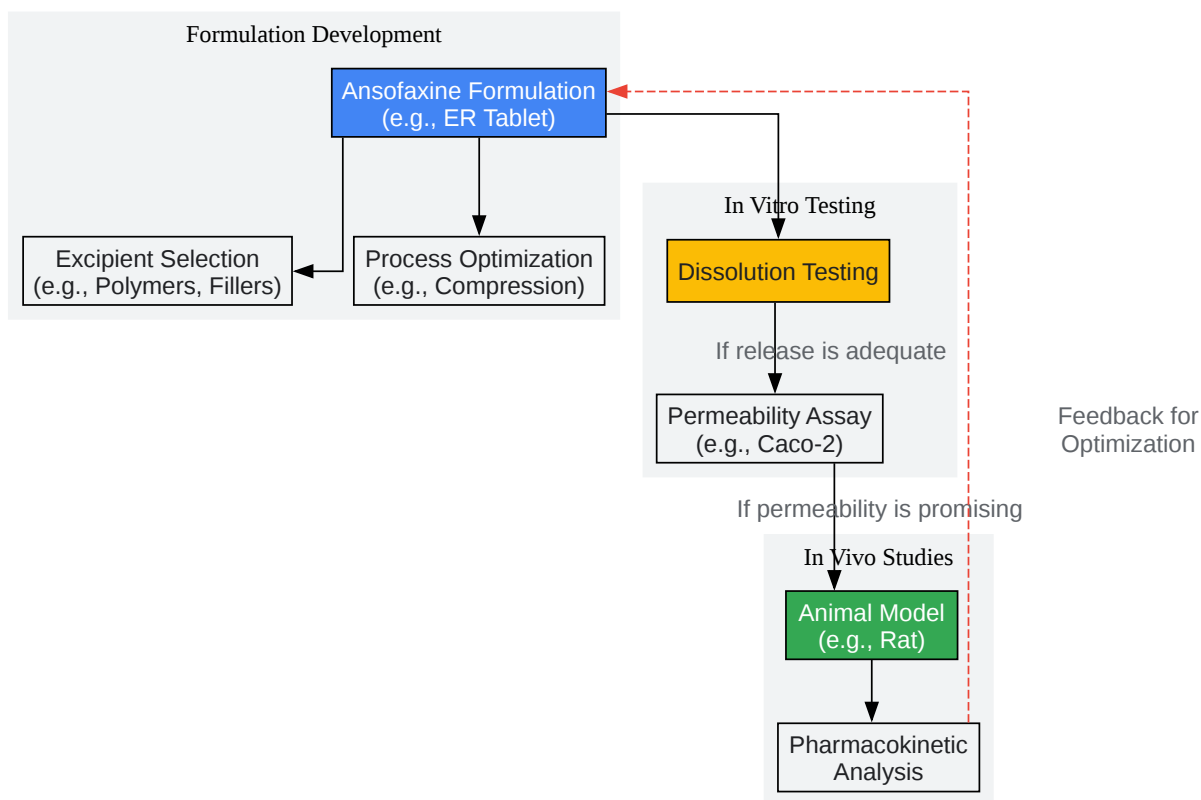 Formulation Development
Ansofaxine Formulation
(e.g., ER Tablet)
Excipient Selection
(e.g., Polymers, Fillers)
Process Optimization
(e.g., Compression)
In Vitro Testing
Dissolution Testing
If release is adequate
Permeability Assay
(e.g., Caco-2)
Feedback for
Optimization
If permeability is promising
In Vivo Studies
Animal Model
(e.g., Rat)
Pharmacokinetic
Analysis